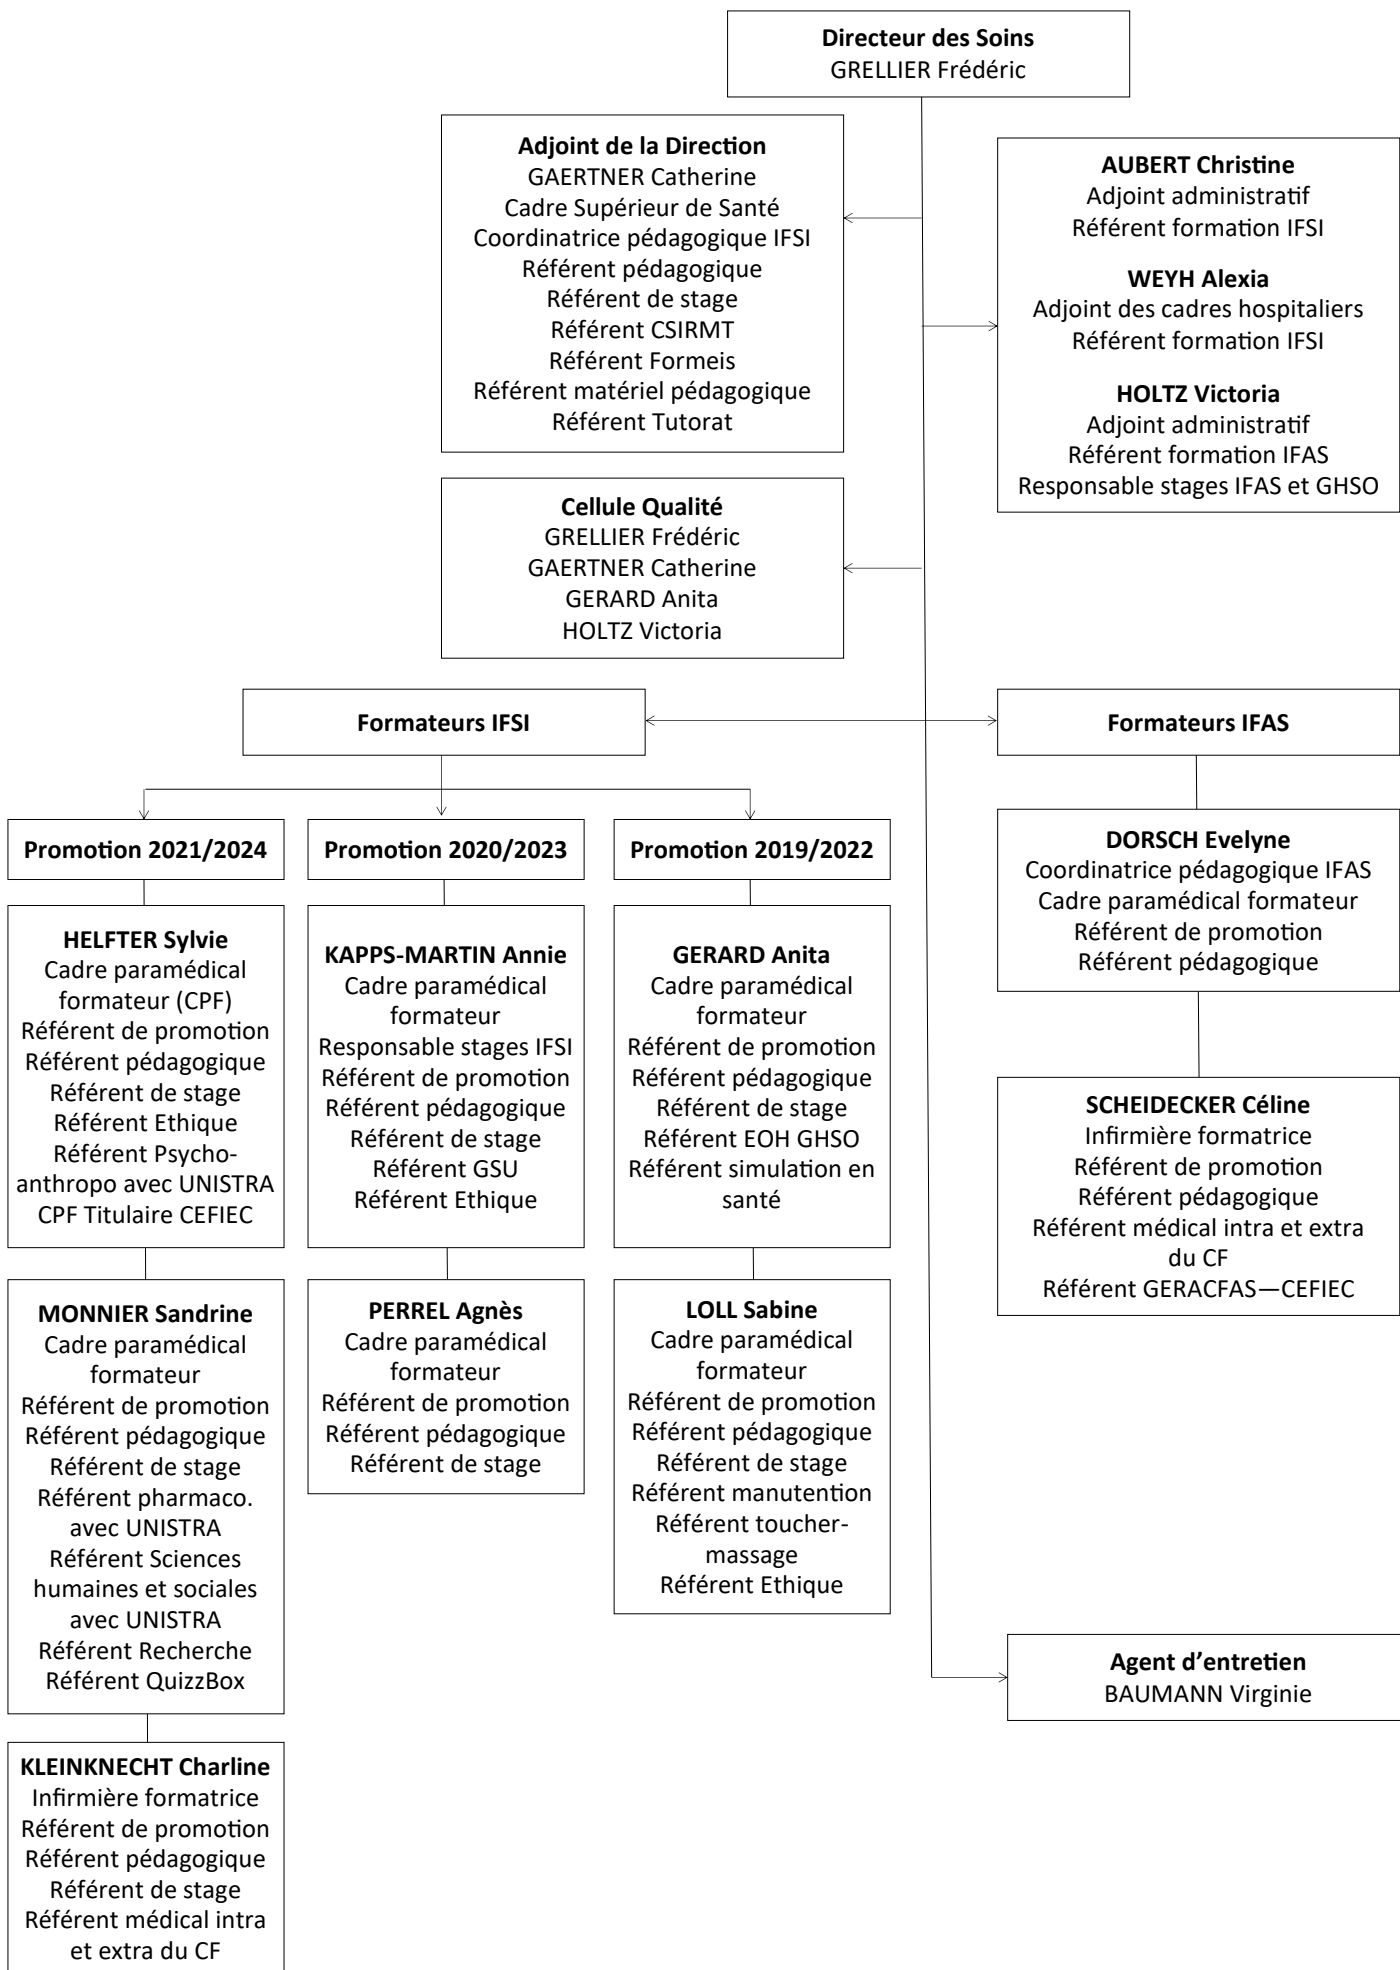 Directeur des Soins
GRELLIER Frédéric
Adjoint de la Direction
GAERTNER Catherine
Cadre Supérieur de Santé
Coordinatrice pédagogique IFSI
Référent pédagogique
Référent de stage
Référent CSIRMT
Référent Formeis
Référent matériel pédagogique
Référent Tutorat
AUBERT Christine
Adjoint administratif
Référent formation IFSI
WEYH Alexia
Adjoint des cadres hospitaliers
Référent formation IFSI
HOLTZ Victoria
Adjoint administratif
Référent formation IFAS
Responsable stages IFAS et GHSO
Cellule Qualité
GRELLIER Frédéric
GAERTNER Catherine
GERARD Anita
HOLTZ Victoria
Formateurs IFSI
Formateurs IFAS
Promotion 2021/2024
Promotion 2020/2023
Promotion 2019/2022
HELFTER Sylvie
Cadre paramédical
formateur (CPF)
Référent de promotion
Référent pédagogique
Référent de stage
Référent Ethique
Référent Psycho-
anthropo avec UNISTRA
CPF Titulaire CEFIEC
MONNIER Sandrine
Cadre paramédical
formateur
Référent de promotion
Référent pédagogique
Référent de stage
Référent pharmaco.
avec UNISTRA
Référent Sciences
humaines et sociales
avec UNISTRA
Référent Recherche
Référent QuizzBox
KLEINKNECHT Charline
Infirmière formatrice
Référent de promotion
Référent pédagogique
Référent de stage
Référent médical intra
et extra du CF
KAPPS-MARTIN Annie
Cadre paramédical
formateur
Responsable stages IFSI
Référent de promotion
Référent pédagogique
Référent de stage
Référent GSU
Référent Ethique
PERREL Agnès
Cadre paramédical
formateur
Référent de promotion
Référent pédagogique
Référent de stage
GERARD Anita
Cadre paramédical
formateur
Référent de promotion
Référent pédagogique
Référent de stage
Référent EOH GHSO
Référent simulation en
santé
LOLL Sabine
Cadre paramédical
formateur
Référent de promotion
Référent pédagogique
Référent de stage
Référent manutention
Référent toucher-
massage
Référent Ethique
DORSCH Evelyne
Coordinatrice pédagogique IFAS
Cadre paramédical formateur
Référent de promotion
Référent pédagogique
SCHEIDECKER Céline
Infirmière formatrice
Référent de promotion
Référent pédagogique
Référent médical intra et extra
du CF
Référent GERACFAS—CEFIEC
Agent d’entretien
BAUMANN Virginie